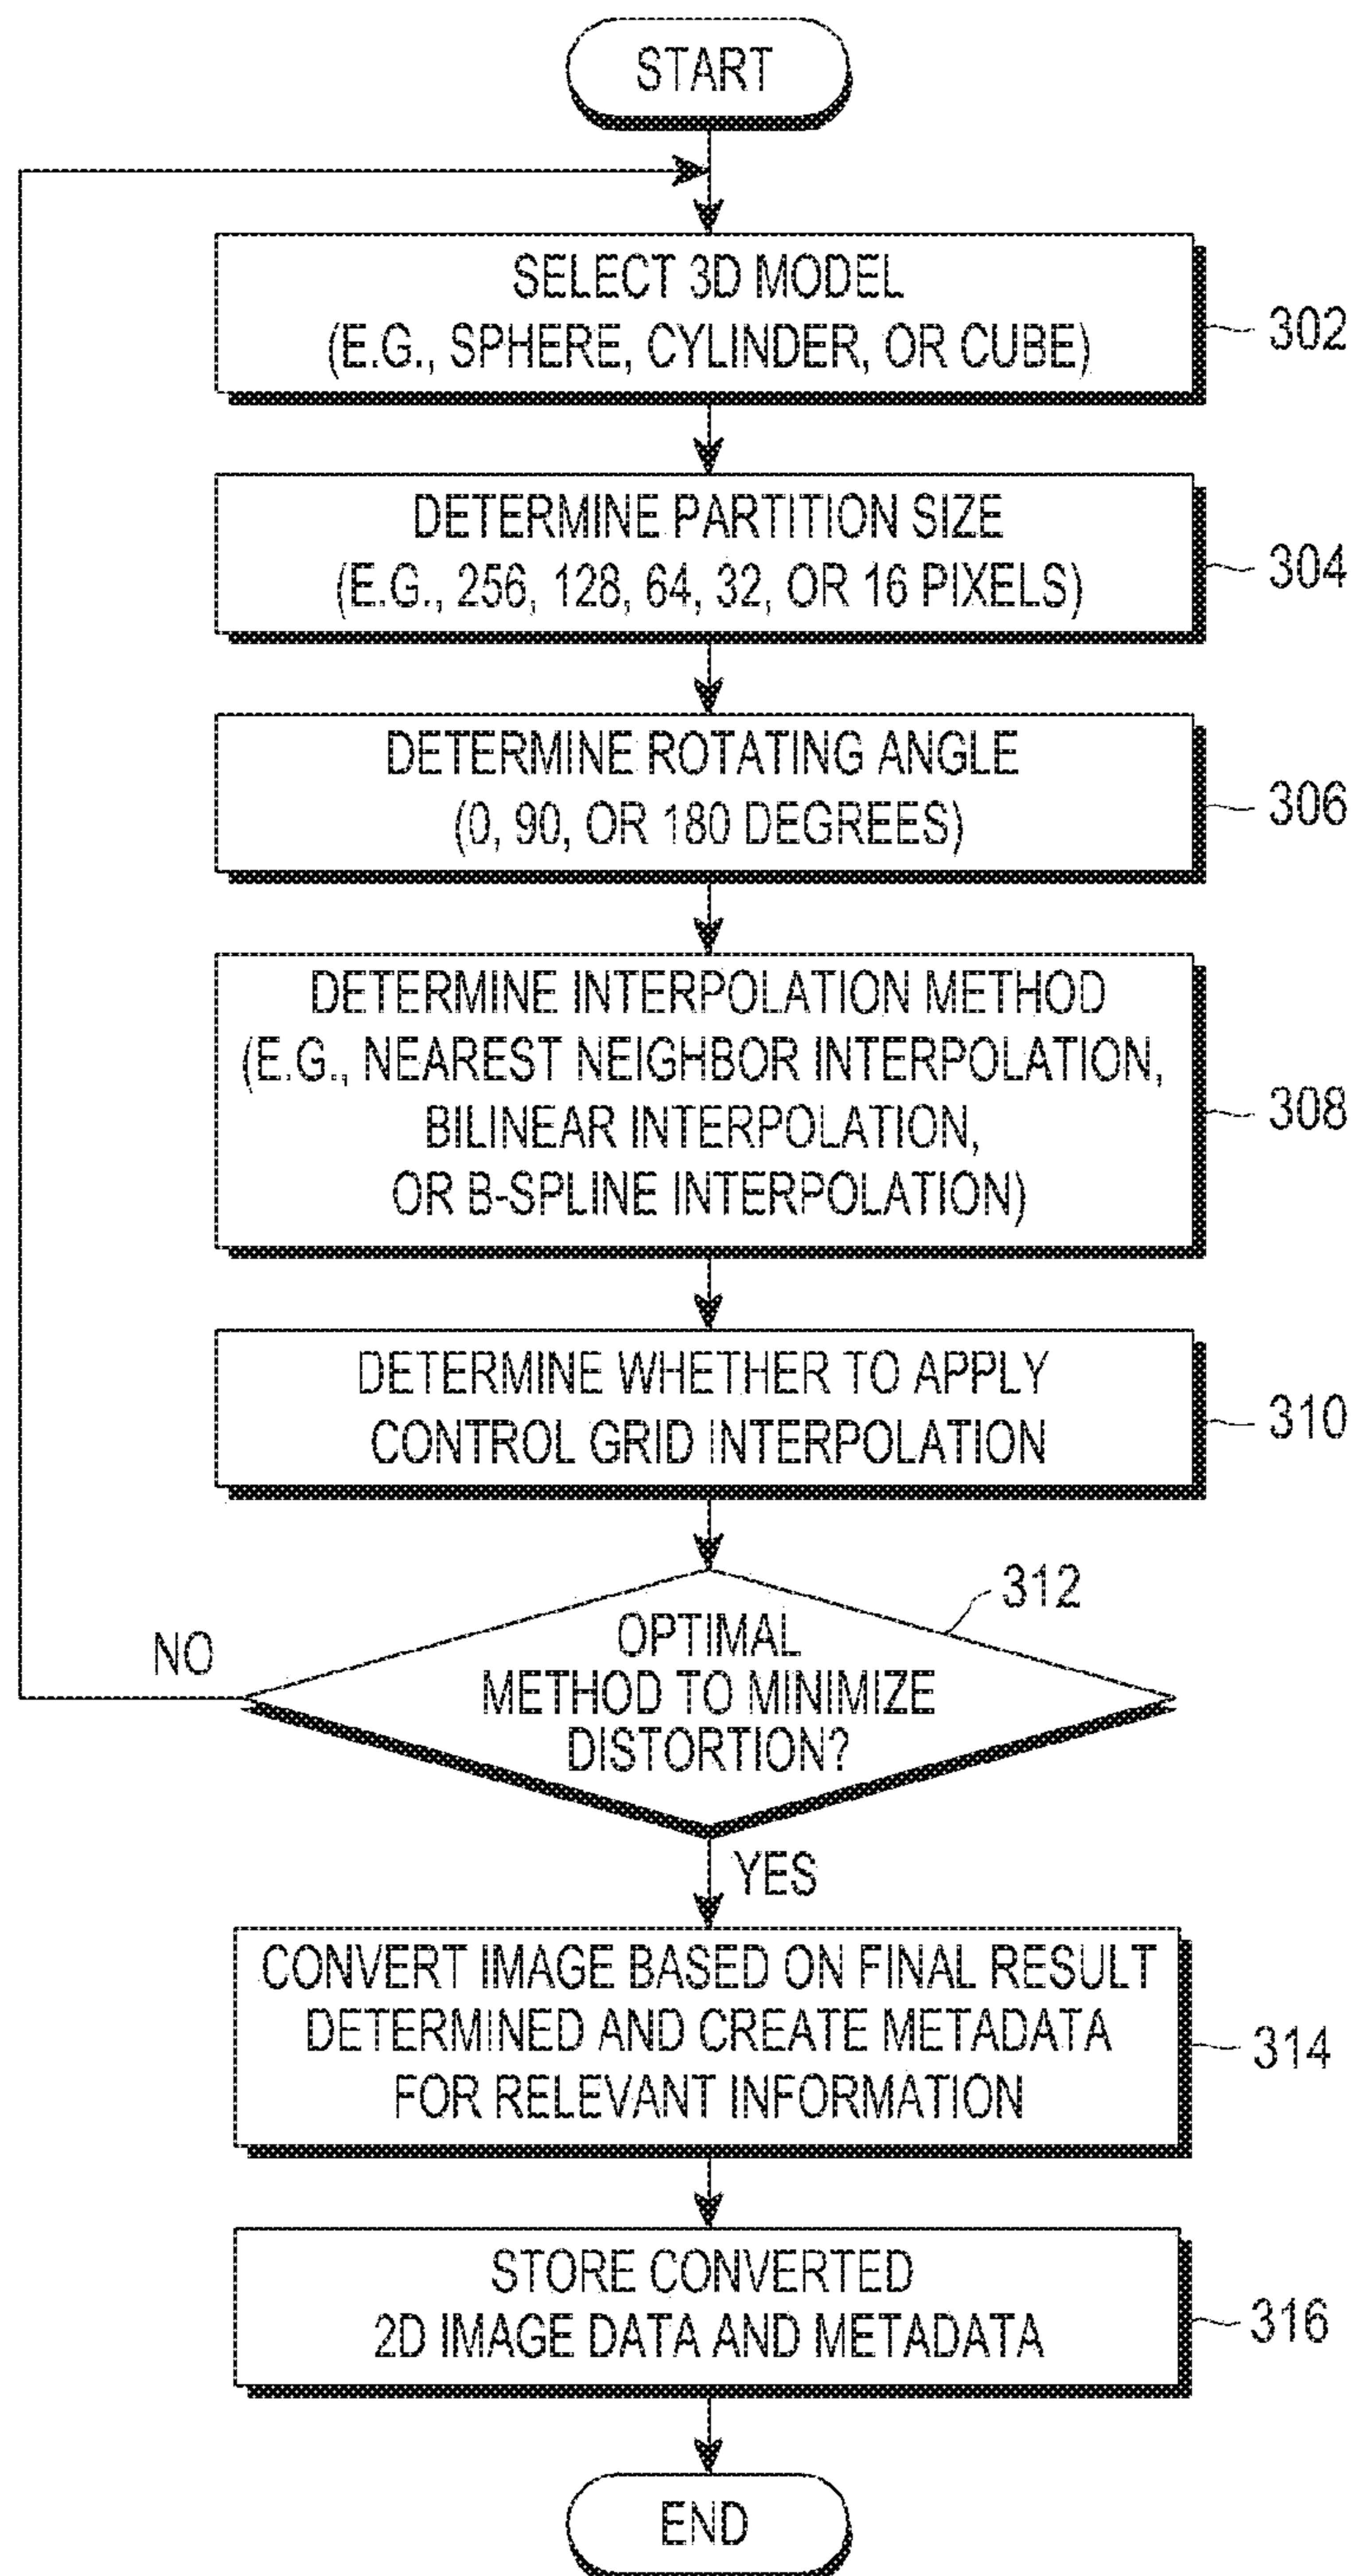 START
SELECT 3D MODEL
(E.G., SPHERE, CYLINDER, OR CUBE)
302
DETERMINE PARTITION SIZE
(E.G., 256, 128, 64, 32, OR 16 PIXELS)
304
DETERMINE ROTATING ANGLE
(0, 90, OR 180 DEGREES)
306
DETERMINE INTERPOLATION METHOD
(E.G., NEAREST NEIGHBOR INTERPOLATION,
BILINEAR INTERPOLATION,
OR B-SPLINE INTERPOLATION)
308
DETERMINE WHETHER TO APPLY
CONTROL GRID INTERPOLATION
310
312
OPTIMAL
METHOD TO MINIMIZE
DISTORTION?
NO
YES
CONVERT IMAGE BASED ON FINAL RESULT
DETERMINED AND CREATE METADATA
FOR RELEVANT INFORMATION
314
STORE CONVERTED
2D IMAGE DATA AND METADATA
316
END